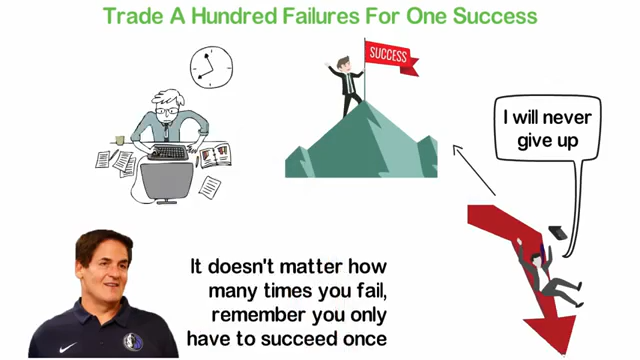 Trade A Hundred Failures For One Success
SUCCESS
I will never
give up
It doesn't matter how
many times you fail,
remember you only
have to succeed once